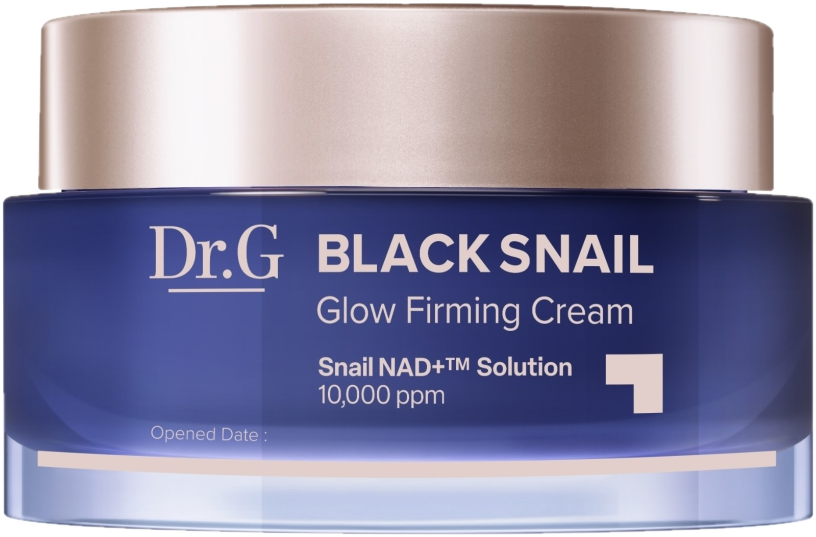 Dr.G
BLACK SNAIL
Glow Firming Cream
Snail NAD+™ Solution
10,000 ppm
Opened Date :